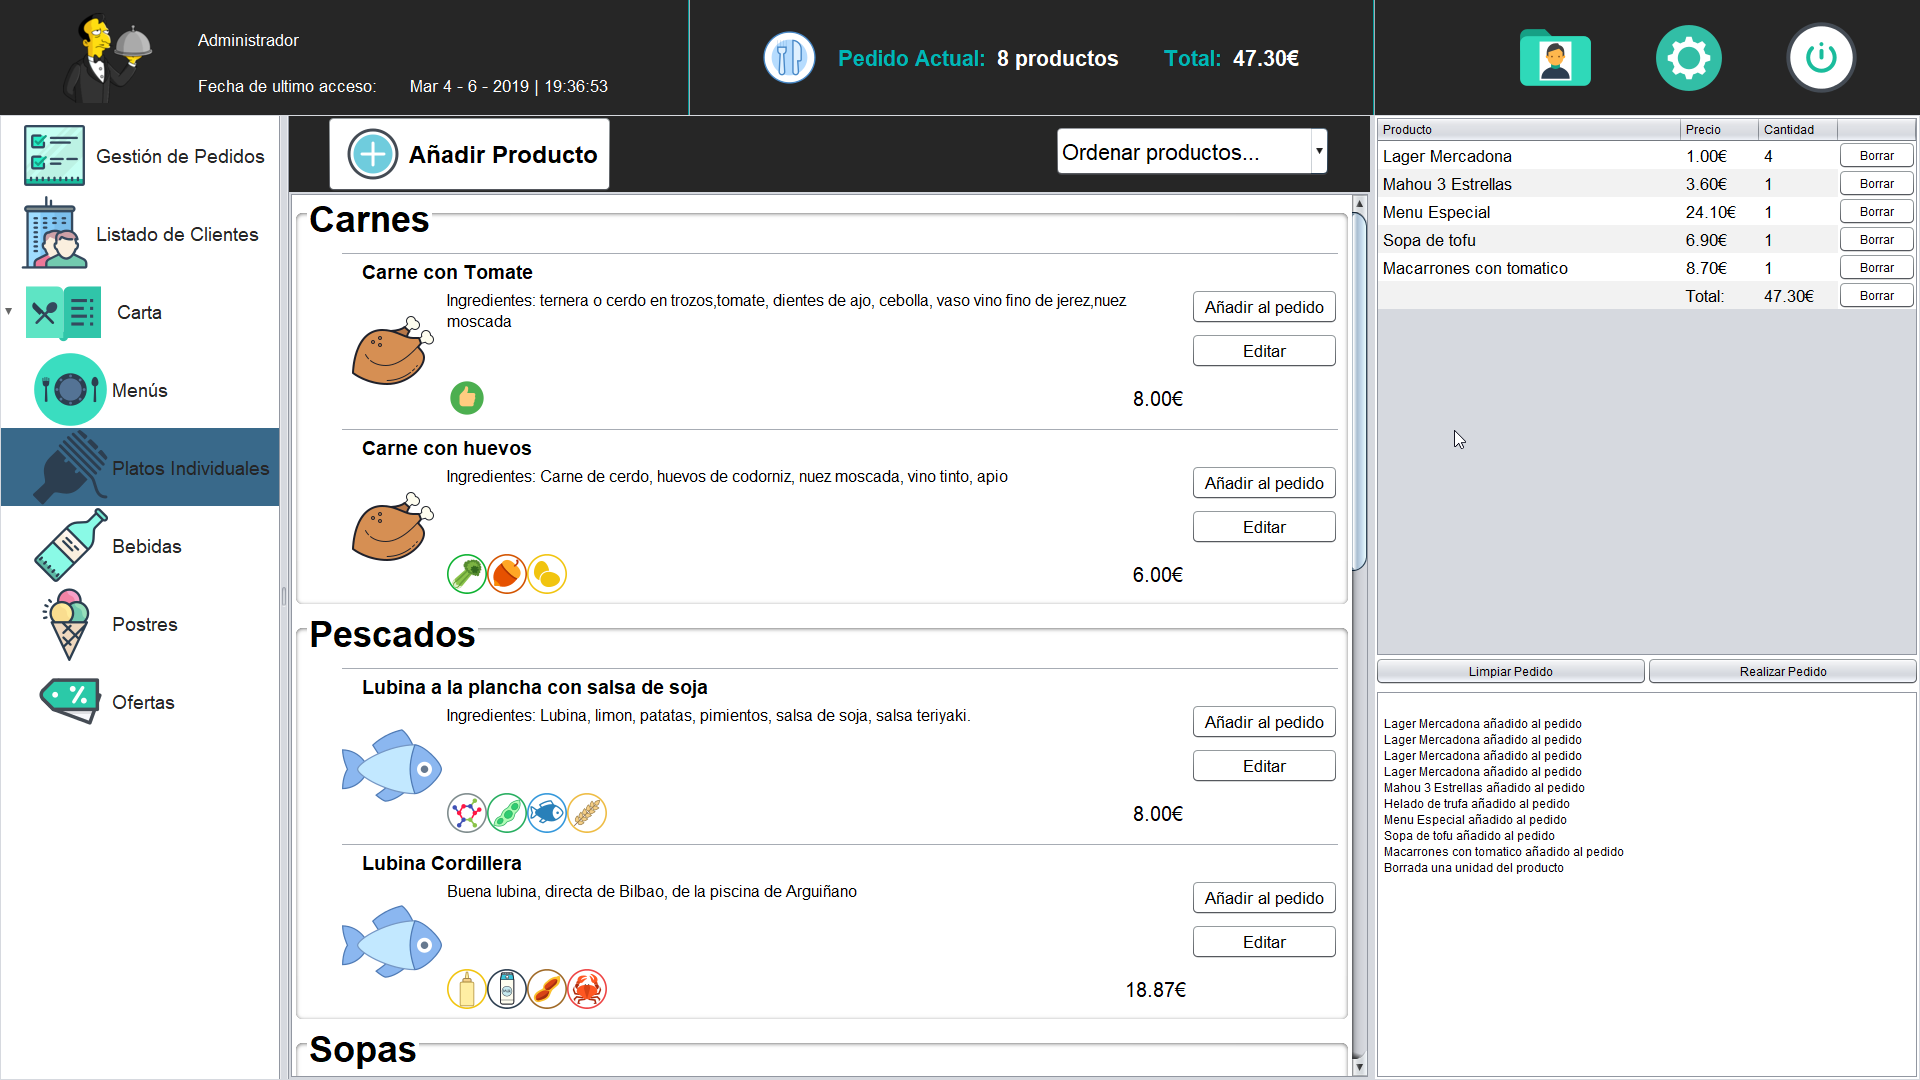 Administrador
Fecha de ultimo acceso: Mar 4 - 6 - 2019 | 19:36:53
Pedido Actual: 8 productos Total: 47.30€
Gestión de Pedidos
Listado de Clientes
Carta
Menús
Platos Individuales
Bebidas
Postres
Ofertas
Añadir Producto
Ordenar productos...
Carnes
Carne con Tomate
Ingredientes: ternera o cerdo en trozos,tomate, dientes de ajo, cebolla, vaso vino fino de jerez,nuez
moscada
Añadir al pedido
Editar
8.00€
Carne con huevos
Ingredientes: Carne de cerdo, huevos de codorniz, nuez moscada, vino tinto, apio
Añadir al pedido
Editar
6.00€
Pescados
Lubina a la plancha con salsa de soja
Ingredientes: Lubina, limon, patatas, pimientos, salsa de soja, salsa teriyaki.
Añadir al pedido
Editar
8.00€
Lubina Cordillera
Buena lubina, directa de Bilbao, de la piscina de Arguiñano
Añadir al pedido
Editar
18.87€
Sopas
Producto Precio Cantidad
Lager Mercadona 1.00€ 4 Borrar
Mahou 3 Estrellas 3.60€ 1 Borrar
Menu Especial 24.10€ 1 Borrar
Sopa de tofu 6.90€ 1 Borrar
Macarrones con tomatico 8.70€ 1 Borrar
Total: 47.30€ Borrar
Limpiar Pedido Realizar Pedido
Lager Mercadona añadido al pedido
Lager Mercadona añadido al pedido
Lager Mercadona añadido al pedido
Lager Mercadona añadido al pedido
Mahou 3 Estrellas añadido al pedido
Helado de trufa añadido al pedido
Menu Especial añadido al pedido
Sopa de tofu añadido al pedido
Macarrones con tomatico añadido al pedido
Borrada una unidad del producto